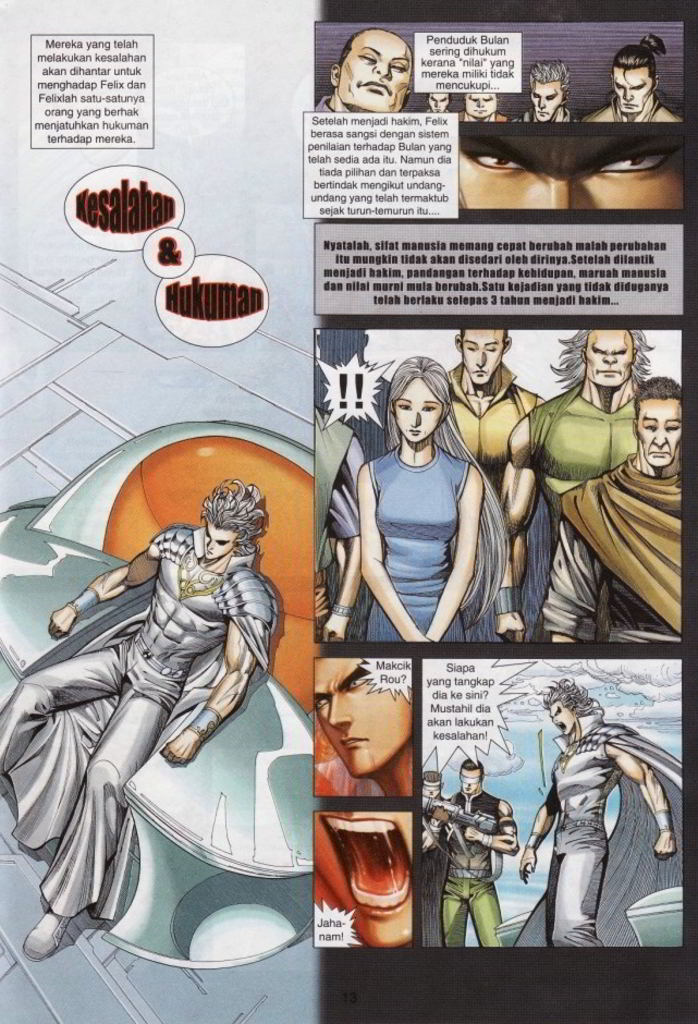 Mereka yang telah
melakukan kesalahan
akan dihantar untuk
menghadap Felix dan
Felixlah satu-satunya
orang yang berhak
menjatuhkan hukuman
terhadap mereka.
Kesalahan
&
Hukuman
Penduduk Bulan
sering dihukum
kerana "nilai" yang
mereka miliki tidak
mencukupi...
Setelah menjadi hakim, Felix
berasa sangsi dengan sistem
penilaian terhadap Bulan yang
telah sedia ada itu. Namun dia
tiada pilihan dan terpaksa
bertindak mengikut undang-
undang yang telah termaktub
sejak turun-temurun itu....
Nyatalah, sifat manusia memang cepat berubah malah perubahan
itu mungkin tidak akan disedari oleh dirinya.Setelah dilantik
menjadi hakim, pandangan terhadap kehidupan, maruah manusia
dan nilai murni mula berubah.Satu kejadian yang tidak diduganya
telah berlaku selepas 3 tahun menjadi hakim...
!!
Makcik
Rou?
Jaha-
nam!
Siapa
yang tangkap
dia ke sini?
Mustahil dia
akan lakukan
kesalahan!
13